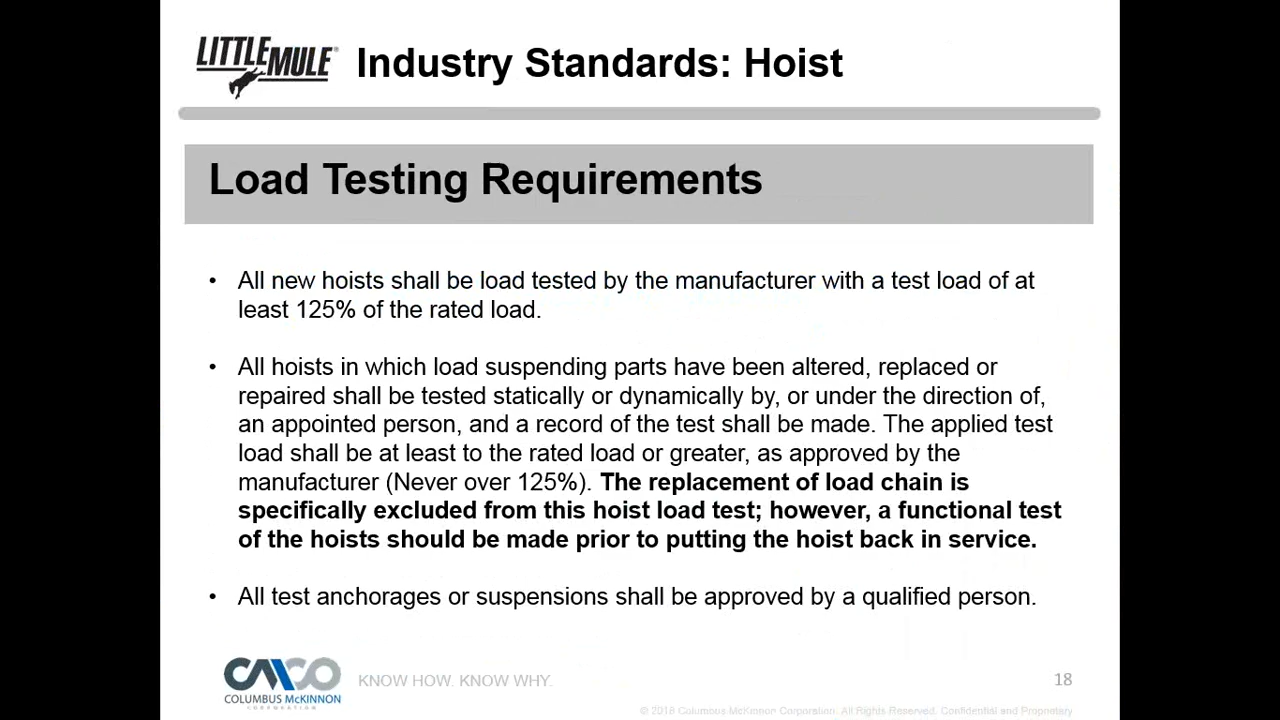 LITTLE MULE®
Industry Standards: Hoist
Load Testing Requirements
• All new hoists shall be load tested by the manufacturer with a test load of at
least 125% of the rated load.
• All hoists in which load suspending parts have been altered, replaced or
repaired shall be tested statically or dynamically by, or under the direction of,
an appointed person, and a record of the test shall be made. The applied test
load shall be at least to the rated load or greater, as approved by the
manufacturer (Never over 125%). The replacement of load chain is
specifically excluded from this hoist load test; however, a functional test
of the hoists should be made prior to putting the hoist back in service.
• All test anchorages or suspensions shall be approved by a qualified person.
CMCO
COLUMBUS McKINNON
CORPORATION
KNOW HOW. KNOW WHY.
18
© 2016 Columbus McKinnon Corporation. All Rights Reserved. Confidential and Proprietary